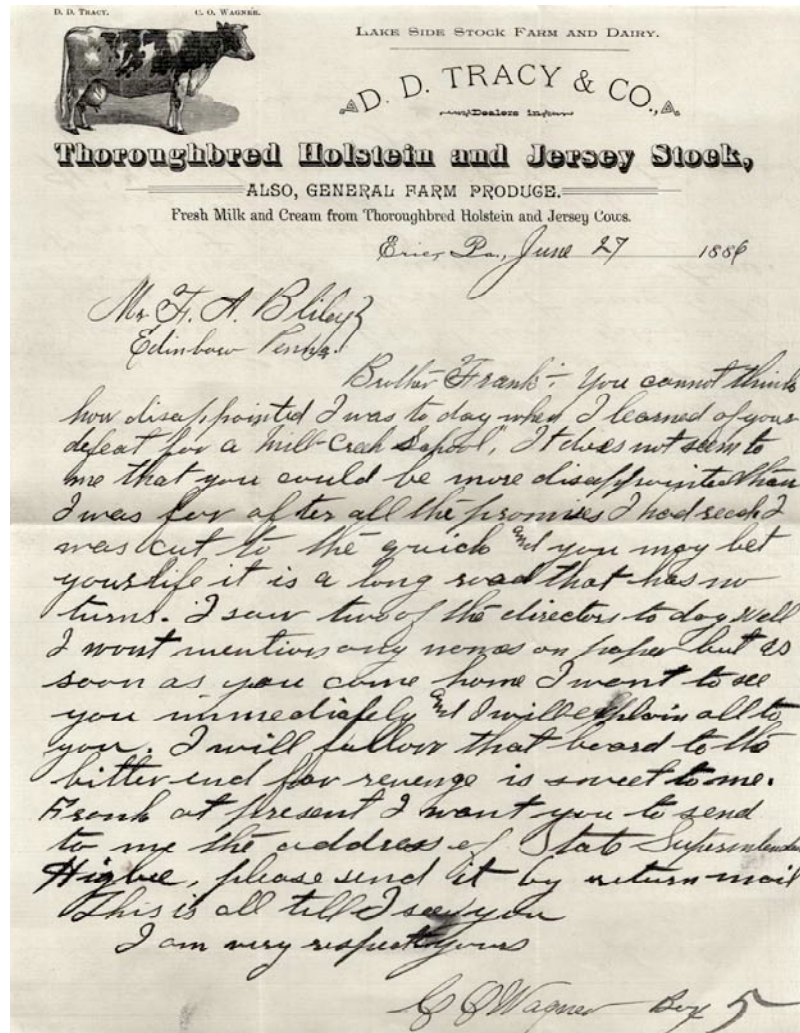 D. D. TRACY. C. O. WAGNER.
LAKE SIDE STOCK FARM AND DAIRY.
D. D. TRACY & CO.,
Dealers in
Thoroughbred Holstein and Jersey Stock,
ALSO, GENERAL FARM PRODUCE.
Fresh Milk and Cream from Thoroughbred Holstein and Jersey Cows.
Erie, Pa., June 27 1886
Mr F. A. Bliley
Edinboro Penna.
Brother Frank: You cannot think
how disappointed I was to day when I learned of your
defeat for a "Mill-Creek School", It does not seem to
me that you could be more disappointed than
I was for after all the promises I had I
was cut to the quick and you may bet
your life it is a long road that has no
turns. I saw two of the directors to day well
I wont mention any names on paper but as
soon as you come home I want to see
you immediately and I will explain all to
you. I will follow that board to the
bitter end for revenge is sweet to me.
Frank at present I want you to send
to me the address of State Superintendent
Higbee, please send it by return mail
This is all till I see you
I am very respect yours
C O Wagner Box 5